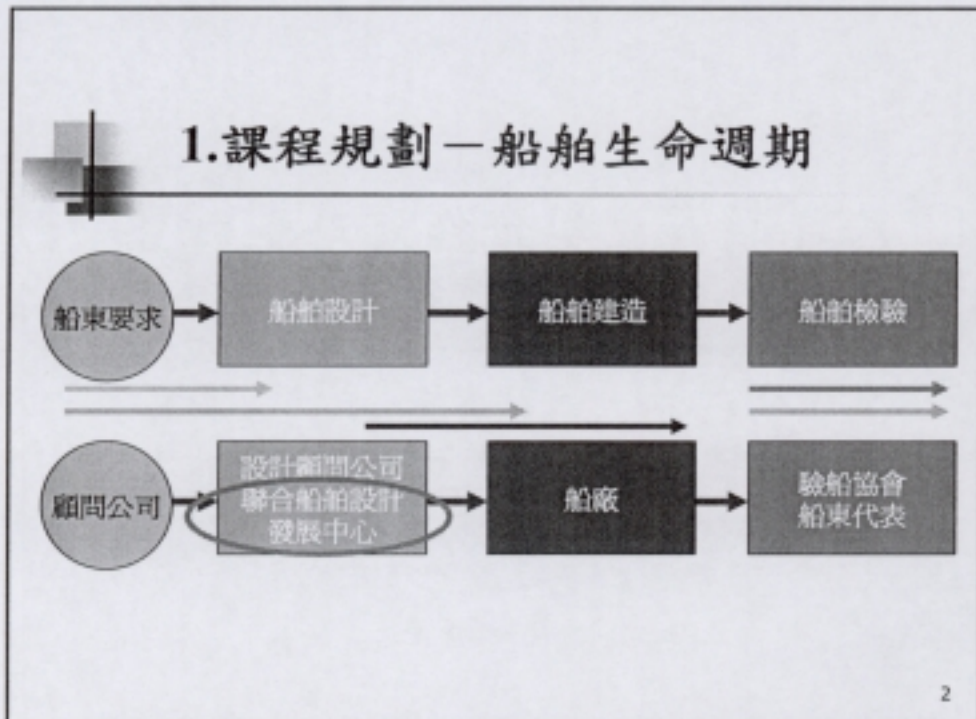 1.課程規劃－船舶生命週期
船東要求
船舶設計
船舶建造
船舶檢驗
顧問公司
設計顧問公司
聯合船舶設計
發展中心
船廠
驗船協會
船東代表
2